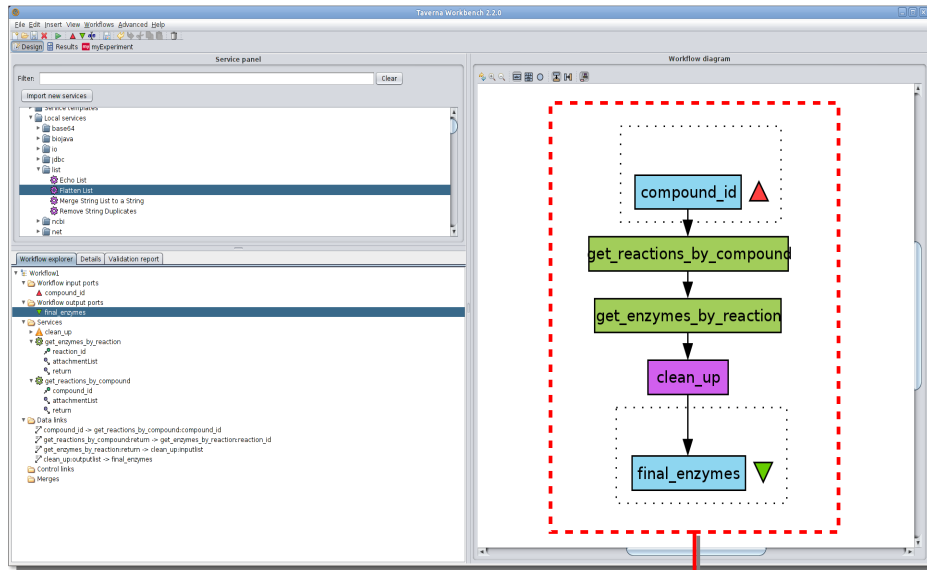 Taverna Workbench 2.2.0
File Edit Insert View Workflows Advanced Help
Design Results my myExperiment
Service panel
Filter: Clear
Import new services
Service templates
Local services
base64
biojava
io
jdbc
list
Echo List
Flatten List
Merge String List to a String
Remove String Duplicates
ncbi
net
Workflow explorer Details Validation report
Workflow1
Workflow input ports
compound_id
Workflow output ports
final_enzymes
Services
clean_up
get_enzymes_by_reaction
reaction_id
attachmentList
return
get_reactions_by_compound
compound_id
attachmentList
return
Data links
compound_id -> get_reactions_by_compound:compound_id
get_reactions_by_compound:return -> get_enzymes_by_reaction:reaction_id
get_enzymes_by_reaction:return -> clean_up:inputlist
clean_up:outputlist -> final_enzymes
Control links
Merges
Workflow diagram
compound_id
get_reactions_by_compound
get_enzymes_by_reaction
clean_up
final_enzymes